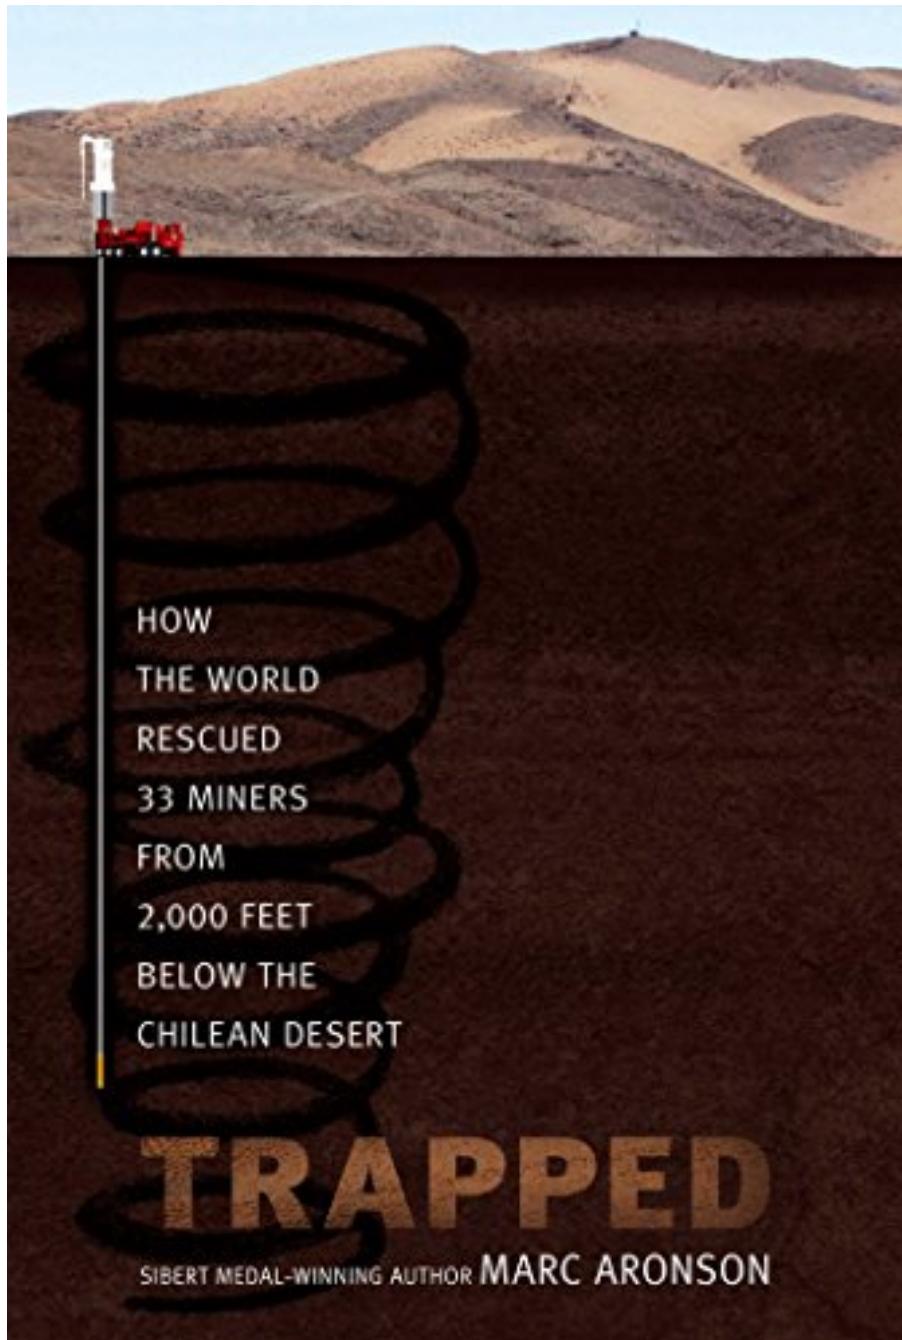 HOW
THE WORLD
RESCUED
33 MINERS
FROM
2,000 FEET
BELOW THE
CHILEAN DESERT
TRAPPED
SIBERT MEDAL-WINNING AUTHOR MARC ARONSON